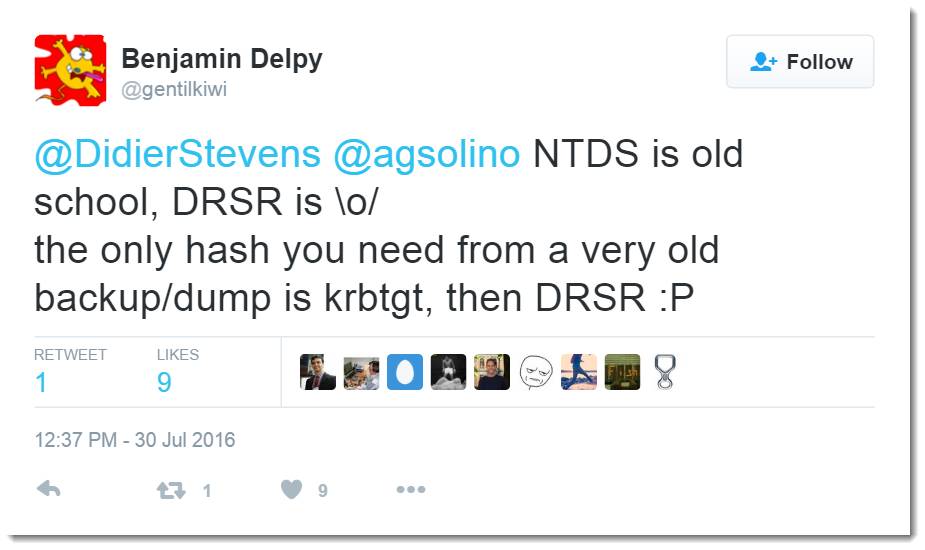 Benjamin Delpy
@gentilkiwi
Follow
@DidierStevens @agsolino NTDS is old
school, DRSR is \o/
the only hash you need from a very old
backup/dump is krbtgt, then DRSR :P
RETWEET LIKES
1 9
12:37 PM - 30 Jul 2016
1 9